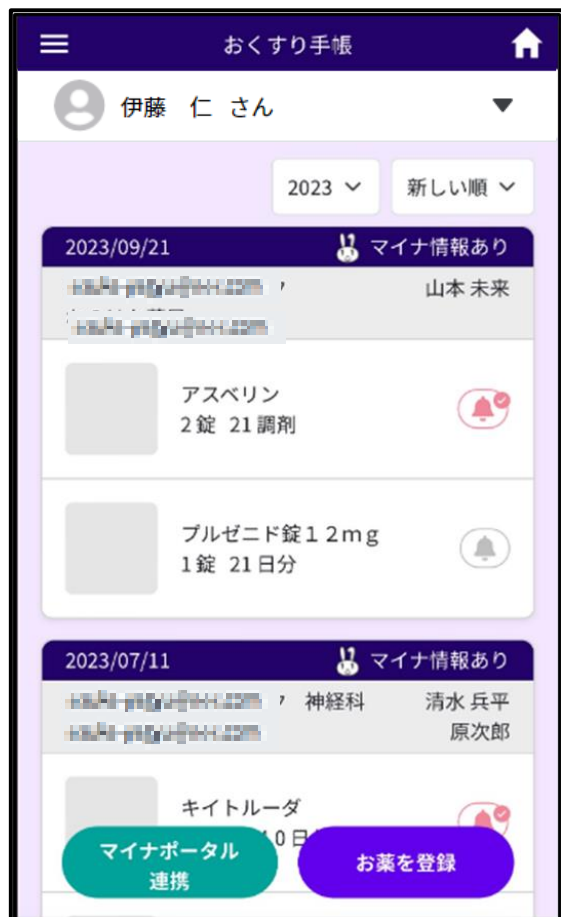 おくすり手帳
伊藤 仁 さん
2023 新しい順
2023/09/21 マイナ情報あり
山本 未来
アスベリン
2錠 21調剤
プルゼニド錠12mg
1錠 21日分
2023/07/11 マイナ情報あり
神経科 清水 兵平
原次郎
キイトルーダ
0日
マイナポータル
連携
お薬を登録